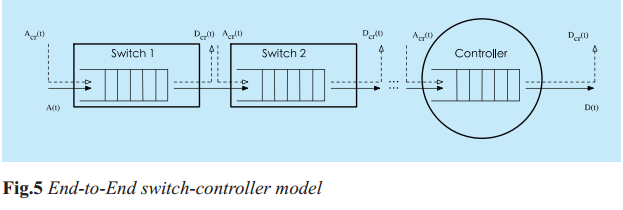 A_cr(t) D_cr(t) A_cr(t) D_cr(t) A_cr(t) D_cr(t)
Switch 1 Switch 2 Controller
...
A(t) D(t)
Fig.5 End-to-End switch-controller model